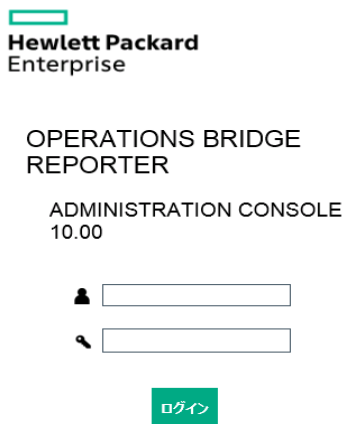 Hewlett Packard
Enterprise
OPERATIONS BRIDGE
REPORTER
ADMINISTRATION CONSOLE
10.00
ログイン